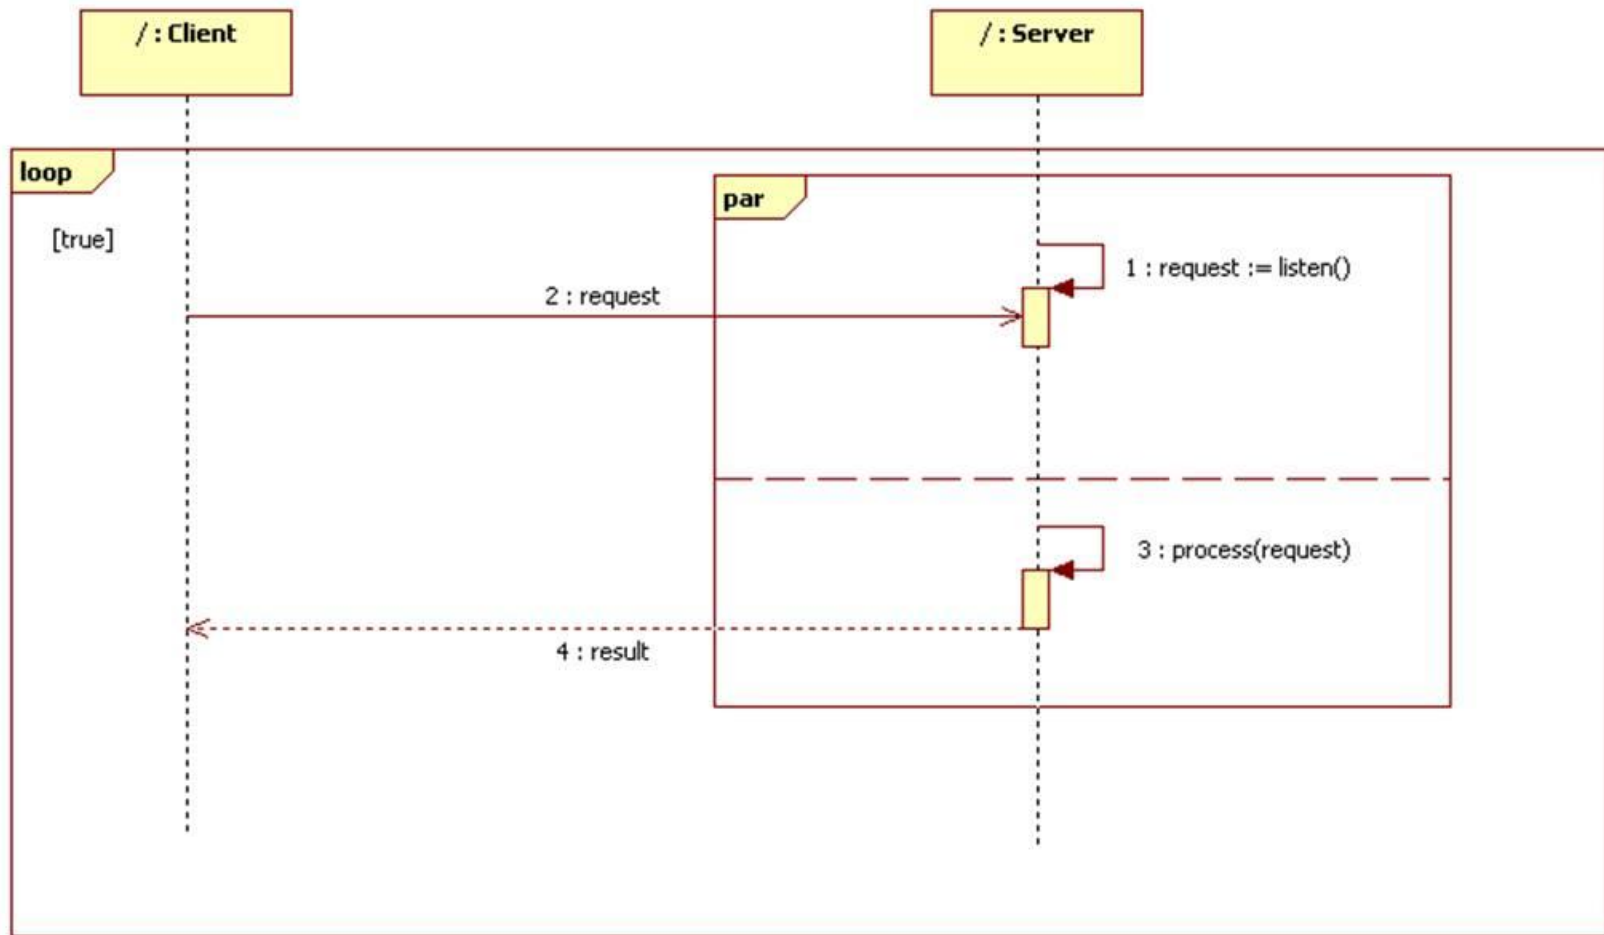 / : Client
/ : Server
loop
par
[true]
1 : request := listen()
2 : request
3 : process(request)
4 : result